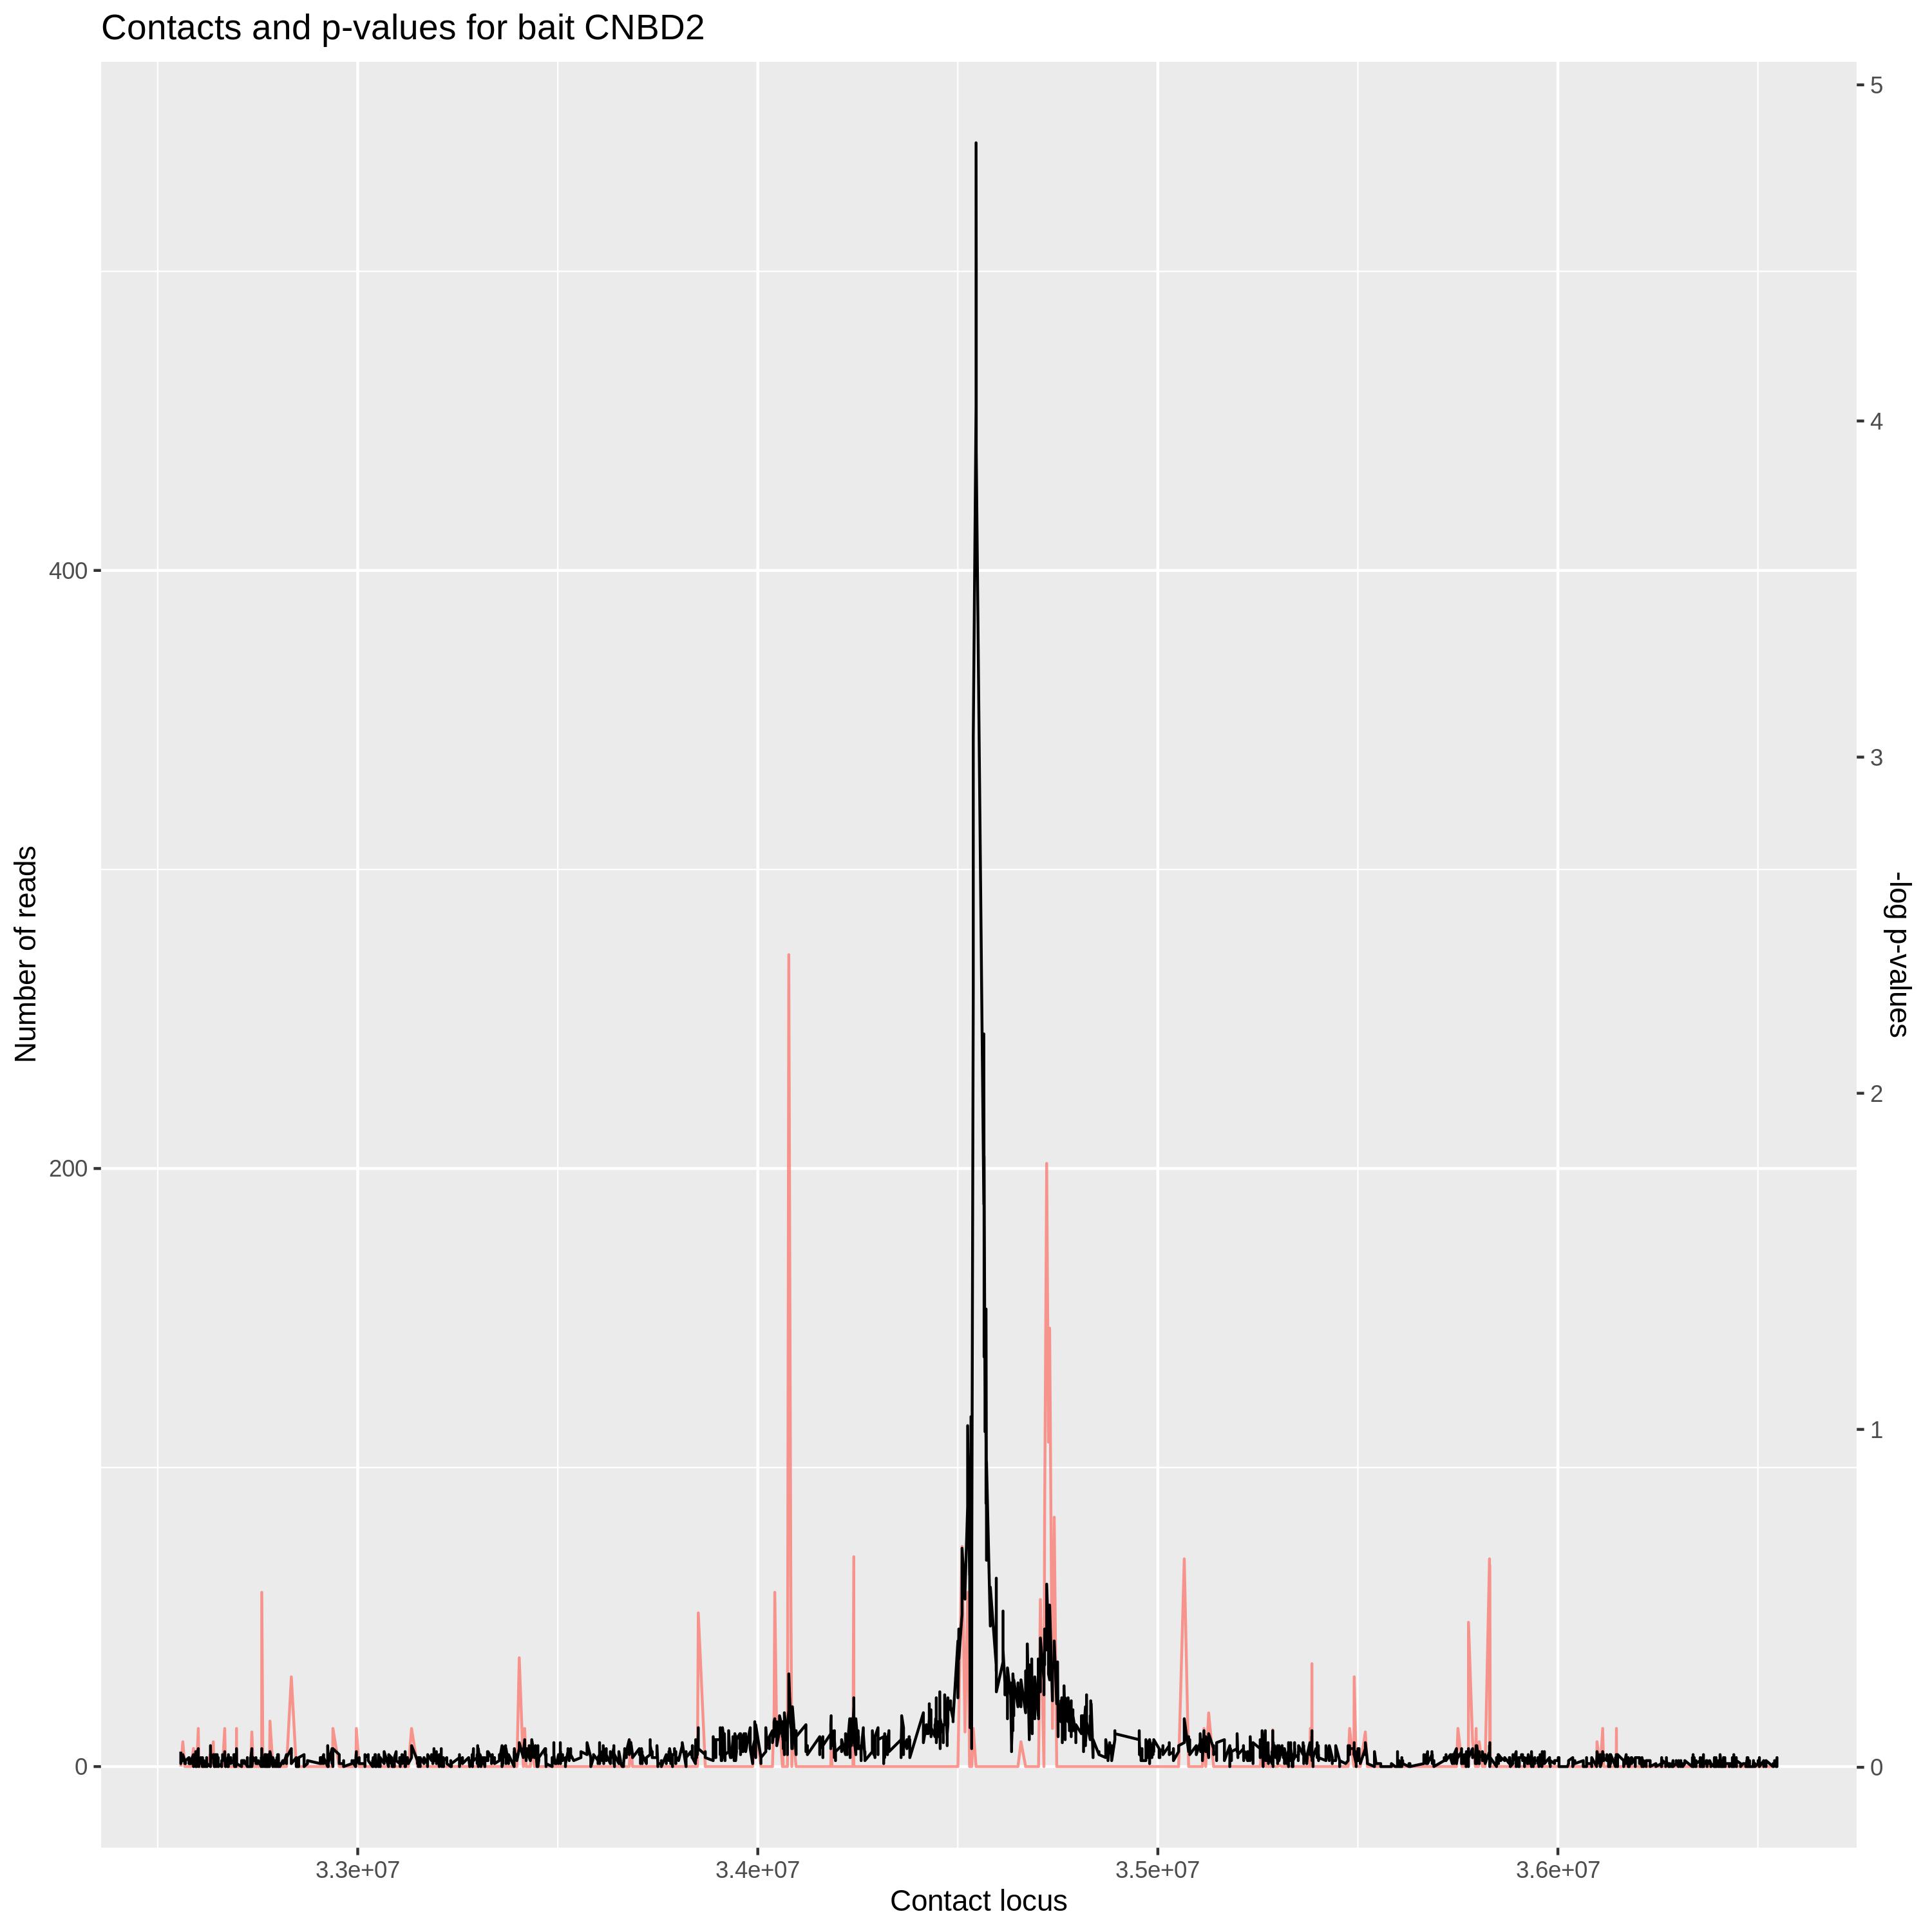 Contacts and p-values for bait CNBD2
Number of reads
400
200
0
5
4
3
2
1
0
-log p-values
3.3e+07 3.4e+07 3.5e+07 3.6e+07
Contact locus